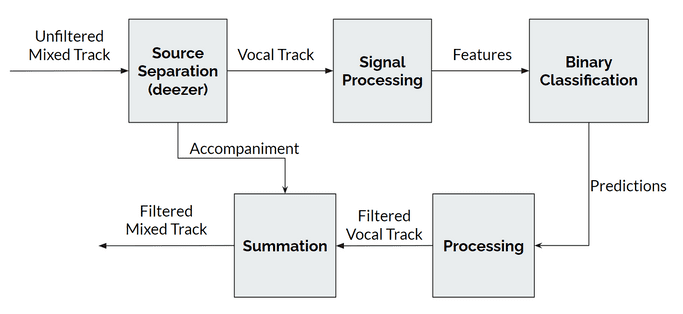 Unfiltered
Mixed Track
Source
Separation
(deezer)
Vocal Track
Signal
Processing
Features
Binary
Classification
Accompaniment
Predictions
Filtered
Mixed Track
Summation
Filtered
Vocal Track
Processing